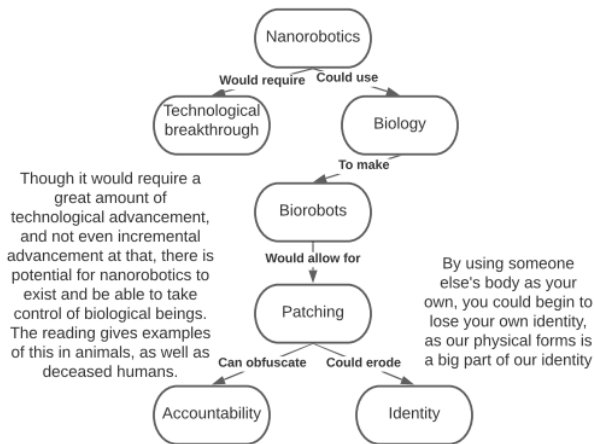 Nanorobotics
Would require
Could use
Technological
breakthrough
Biology
To make
Biorobots
Would allow for
Patching
Can obfuscate
Could erode
Accountability
Identity
Though it would require a
great amount of
technological advancement,
and not even incremental
advancement at that, there is
potential for nanorobotics to
exist and be able to take
control of biological beings.
The reading gives examples
of this in animals, as well as
deceased humans.
By using someone
else's body as your
own, you could begin to
lose your own identity,
as our physical forms is
a big part of our identity